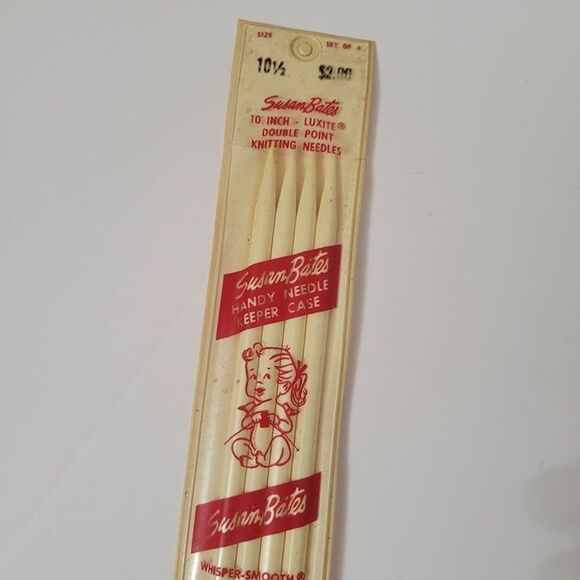 SIZE SET OF 4
10½ $2.00
Susan Bates
10 INCH - LUXITE®
DOUBLE POINT
KNITTING NEEDLES
Susan Bates
HANDY NEEDLE
KEEPER CASE
Susan Bates
WHISPER-SMOOTH®